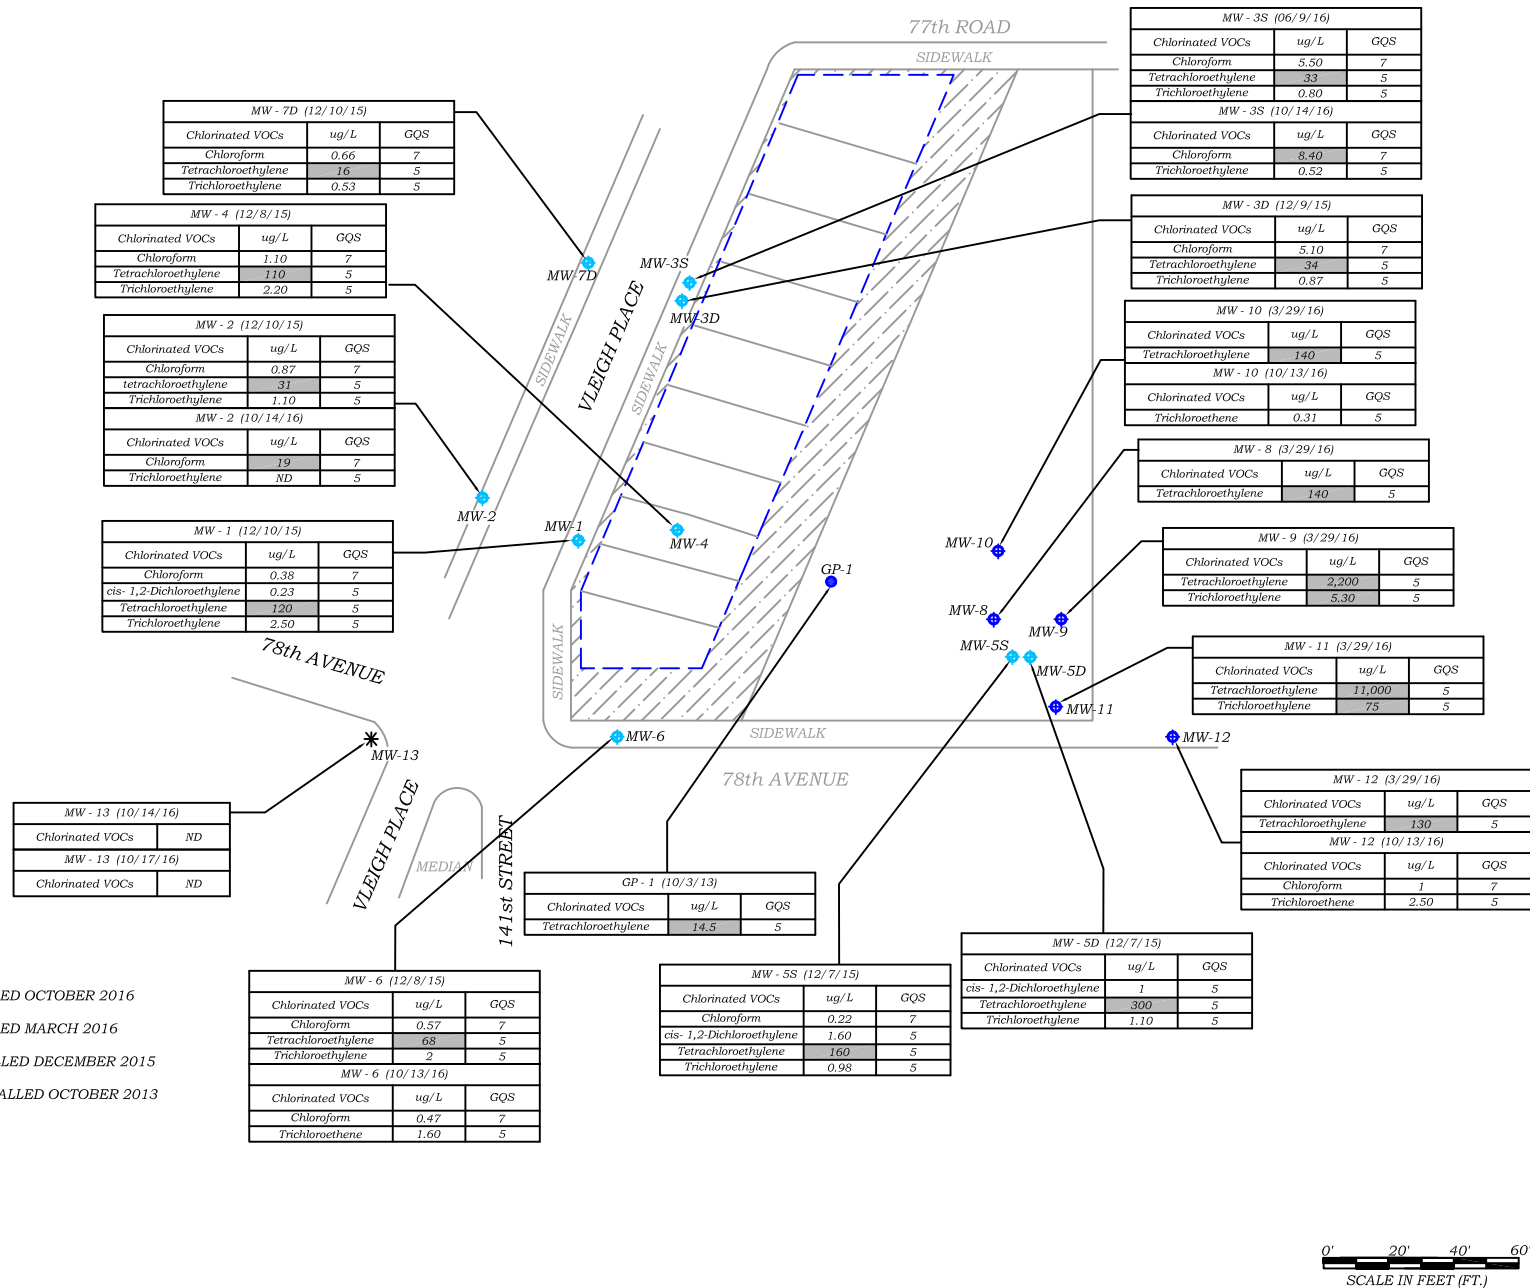 77th ROAD
SIDEWALK
MW - 7D (12/10/15)
Chlorinated VOCs ug/L GQS
Chloroform 0.66 7
Tetrachloroethylene 16 5
Trichloroethylene 0.53 5
MW - 4 (12/8/15)
Chlorinated VOCs ug/L GQS
Chloroform 1.10 7
Tetrachloroethylene 110 5
Trichloroethylene 2.20 5
MW - 2 (12/10/15)
Chlorinated VOCs ug/L GQS
Chloroform 0.87 7
tetrachloroethylene 31 5
Trichloroethylene 1.10 5
MW - 2 (10/14/16)
Chlorinated VOCs ug/L GQS
Chloroform 19 7
Trichloroethylene ND 5
MW - 1 (12/10/15)
Chlorinated VOCs ug/L GQS
Chloroform 0.38 7
cis- 1,2-Dichloroethylene 0.23 5
Tetrachloroethylene 120 5
Trichloroethylene 2.50 5
78th AVENUE
MW-7D
MW-3S
MW-3D
SIDEWALK
VLEIGH PLACE
SIDEWALK
MW-2
MW-1
MW-4
GP-1
SIDEWALK
MW-10
MW-8
MW-9
MW-5S
MW-5D
MW-11
MW-6
SIDEWALK
MW-12
78th AVENUE
MW-13
VLEIGH PLACE
MEDIAN
141st STREET
MW - 3S (06/9/16)
Chlorinated VOCs ug/L GQS
Chloroform 5.50 7
Tetrachloroethylene 33 5
Trichloroethylene 0.80 5
MW - 3S (10/14/16)
Chlorinated VOCs ug/L GQS
Chloroform 8.40 7
Trichloroethylene 0.52 5
MW - 3D (12/9/15)
Chlorinated VOCs ug/L GQS
Chloroform 5.10 7
Tetrachloroethylene 34 5
Trichloroethylene 0.87 5
MW - 10 (3/29/16)
Chlorinated VOCs ug/L GQS
Tetrachloroethylene 140 5
MW - 10 (10/13/16)
Chlorinated VOCs ug/L GQS
Trichloroethene 0.31 5
MW - 8 (3/29/16)
Chlorinated VOCs ug/L GQS
Tetrachloroethylene 140 5
MW - 9 (3/29/16)
Chlorinated VOCs ug/L GQS
Tetrachloroethylene 2,200 5
Trichloroethylene 5.30 5
MW - 11 (3/29/16)
Chlorinated VOCs ug/L GQS
Tetrachloroethylene 11,000 5
Trichloroethylene 75 5
MW - 12 (3/29/16)
Chlorinated VOCs ug/L GQS
Tetrachloroethylene 130 5
MW - 12 (10/13/16)
Chlorinated VOCs ug/L GQS
Chloroform 1 7
Trichloroethene 2.50 5
MW - 13 (10/14/16)
Chlorinated VOCs ND
MW - 13 (10/17/16)
Chlorinated VOCs ND
GP - 1 (10/3/13)
Chlorinated VOCs ug/L GQS
Tetrachloroethylene 14.5 5
MW - 5S (12/7/15)
Chlorinated VOCs ug/L GQS
Chloroform 0.22 7
cis- 1,2-Dichloroethylene 1.60 5
Tetrachloroethylene 160 5
Trichloroethylene 0.98 5
MW - 5D (12/7/15)
Chlorinated VOCs ug/L GQS
cis- 1,2-Dichloroethylene 1 5
Tetrachloroethylene 300 5
Trichloroethylene 1.10 5
MW - 6 (12/8/15)
Chlorinated VOCs ug/L GQS
Chloroform 0.57 7
Tetrachloroethylene 68 5
Trichloroethylene 2 5
MW - 6 (10/13/16)
Chlorinated VOCs ug/L GQS
Chloroform 0.47 7
Trichloroethene 1.60 5
ED OCTOBER 2016
ED MARCH 2016
LED DECEMBER 2015
ALLED OCTOBER 2013
0' 20' 40' 60'
SCALE IN FEET (FT.)